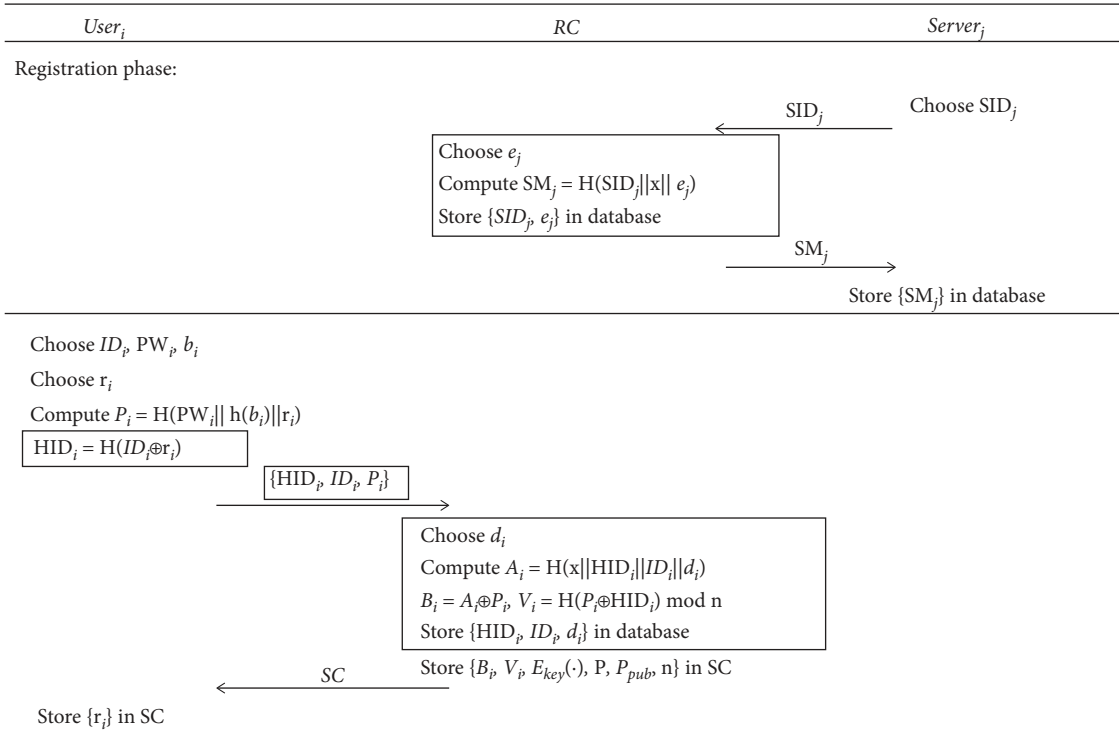 User_i RC Server_j
Registration phase:
Choose SID_j
SID_j
Choose e_j
Compute SM_j = H(SID_j||x|| e_j)
Store {SID_j, e_j} in database
SM_j
Store {SM_j} in database
Choose ID_i, PW_i, b_i
Choose r_i
Compute P_i = H(PW_i|| h(b_i)||r_i)
HID_i = H(ID_i⊕r_i)
{HID_i, ID_i, P_i}
Choose d_i
Compute A_i = H(x||HID_i||ID_i||d_i)
B_i = A_i⊕P_i, V_i = H(P_i⊕HID_i) mod n
Store {HID_i, ID_i, d_i} in database
Store {B_i, V_i, E_key(·), P, P_pub, n} in SC
SC
Store {r_i} in SC